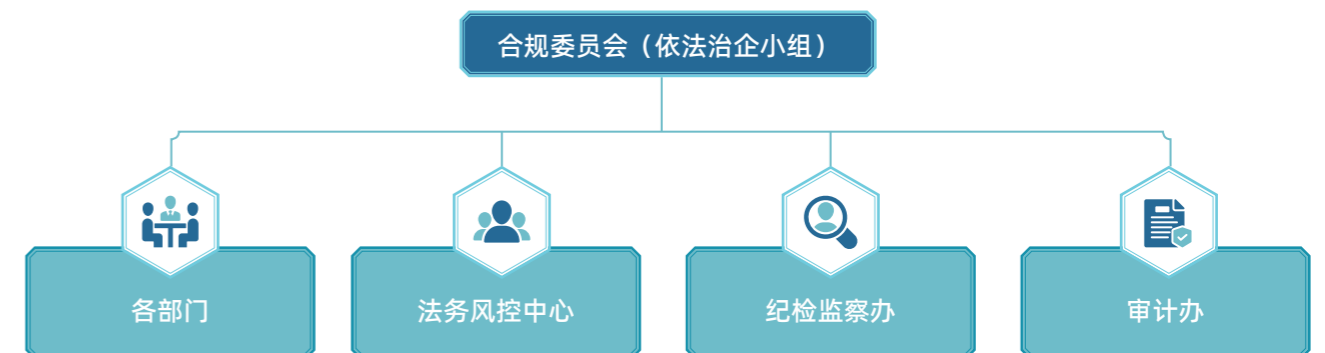 合规委员会（依法治企小组）
各部门
法务风控中心
纪检监察办
审计办